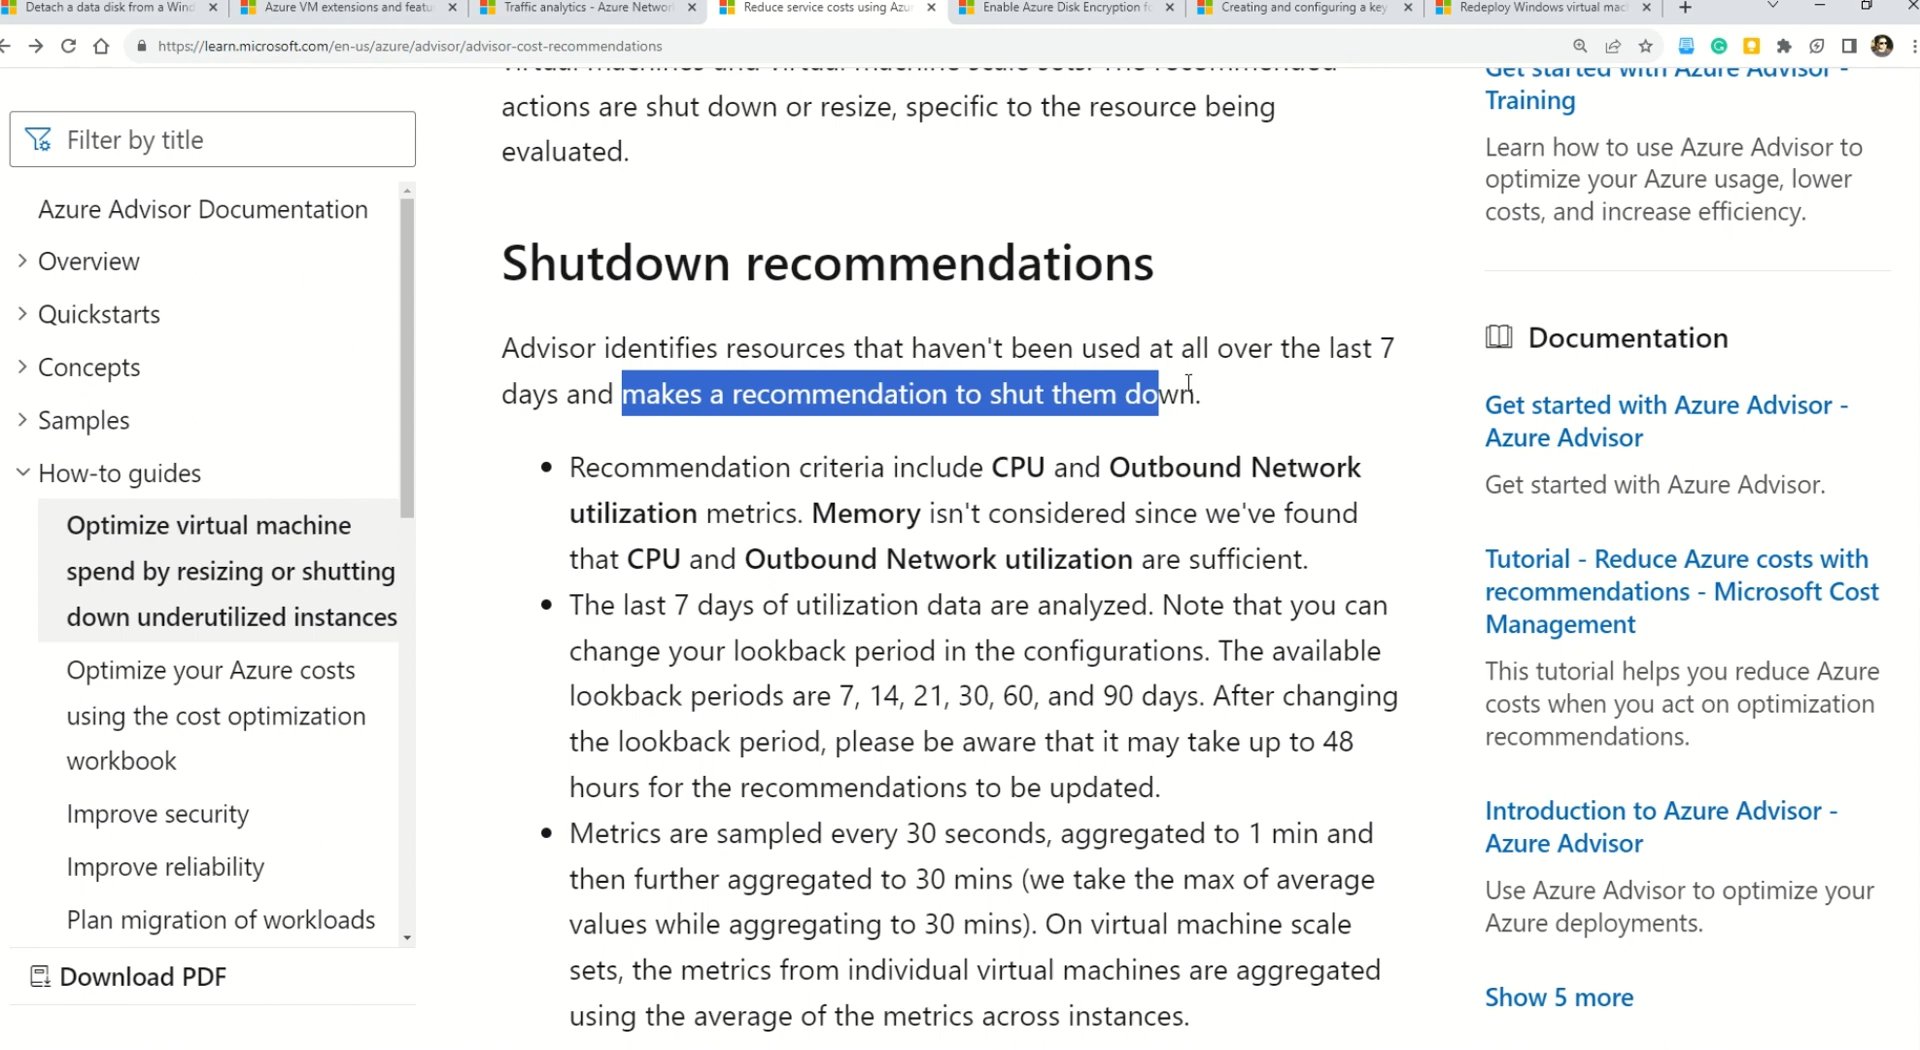 Detach a data disk from a Wind
Azure VM extensions and featu
Traffic analytics - Azure Networ
Reduce service costs using Azu
Enable Azure Disk Encryption f
Creating and configuring a key
Redeploy Windows virtual mac
https://learn.microsoft.com/en-us/azure/advisor/advisor-cost-recommendations
Filter by title
Azure Advisor Documentation
Overview
Quickstarts
Concepts
Samples
How-to guides
Optimize virtual machine
spend by resizing or shutting
down underutilized instances
Optimize your Azure costs
using the cost optimization
workbook
Improve security
Improve reliability
Plan migration of workloads
Download PDF
virtual machines and virtual machine scale sets. The recommended
actions are shut down or resize, specific to the resource being
evaluated.
Shutdown recommendations
Advisor identifies resources that haven't been used at all over the last 7
days and makes a recommendation to shut them down.
• Recommendation criteria include CPU and Outbound Network
utilization metrics. Memory isn't considered since we've found
that CPU and Outbound Network utilization are sufficient.
• The last 7 days of utilization data are analyzed. Note that you can
change your lookback period in the configurations. The available
lookback periods are 7, 14, 21, 30, 60, and 90 days. After changing
the lookback period, please be aware that it may take up to 48
hours for the recommendations to be updated.
• Metrics are sampled every 30 seconds, aggregated to 1 min and
then further aggregated to 30 mins (we take the max of average
values while aggregating to 30 mins). On virtual machine scale
sets, the metrics from individual virtual machines are aggregated
using the average of the metrics across instances.
Get started with Azure Advisor -
Training
Learn how to use Azure Advisor to
optimize your Azure usage, lower
costs, and increase efficiency.
Documentation
Get started with Azure Advisor -
Azure Advisor
Get started with Azure Advisor.
Tutorial - Reduce Azure costs with
recommendations - Microsoft Cost
Management
This tutorial helps you reduce Azure
costs when you act on optimization
recommendations.
Introduction to Azure Advisor -
Azure Advisor
Use Azure Advisor to optimize your
Azure deployments.
Show 5 more